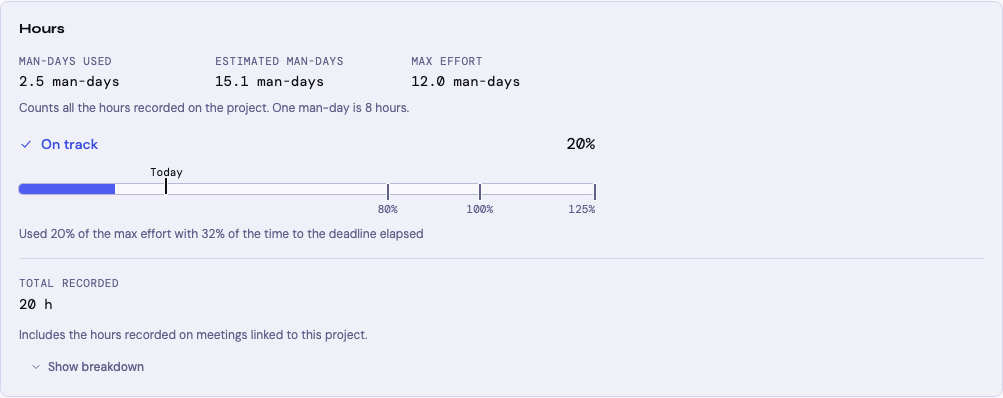 Hours
MAN-DAYS USED ESTIMATED MAN-DAYS MAX EFFORT
2.5 man-days 15.1 man-days 12.0 man-days
Counts all the hours recorded on the project. One man-day is 8 hours.
On track 20%
Today
80% 100% 125%
Used 20% of the max effort with 32% of the time to the deadline elapsed
TOTAL RECORDED
20 h
Includes the hours recorded on meetings linked to this project.
Show breakdown